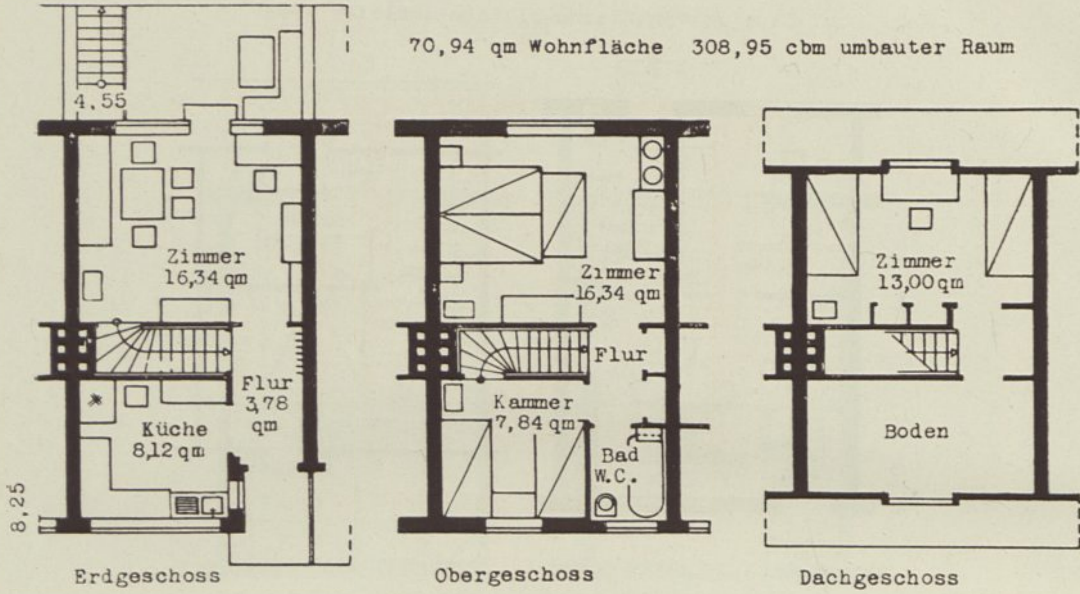 70,94 qm Wohnfläche 308,95 cbm umbauter Raum
4,55
Zimmer
16,34 qm
Flur
3,78
qm
Küche
8,12 qm
8,25
Erdgeschoss
Zimmer
16,34 qm
Flur
Kammer
7,84 qm
Bad
W.C.
Obergeschoss
Zimmer
13,00 qm
Boden
Dachgeschoss